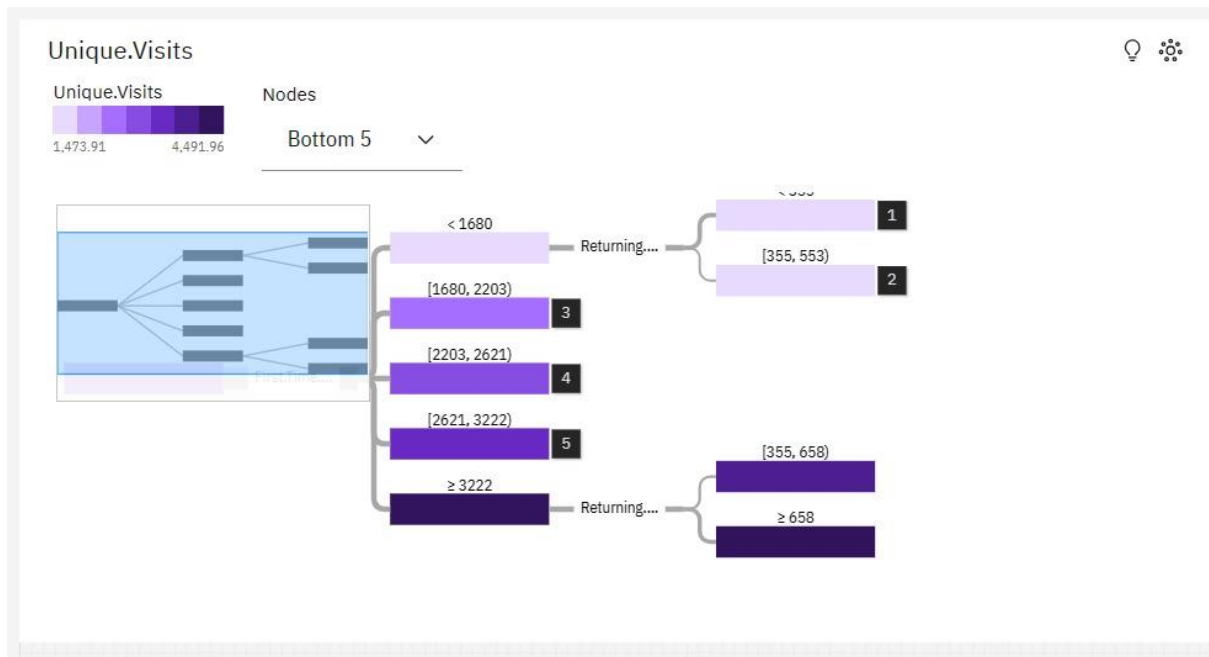 Unique.Visits
Unique.Visits
Nodes
1,473.91
4,491.96
Bottom 5
< 1680
Returning....
1
[355, 553)
2
[1680, 2203)
3
[2203, 2621)
4
FirstTime....
[2621, 3222)
5
≥ 3222
Returning....
[355, 658)
≥ 658